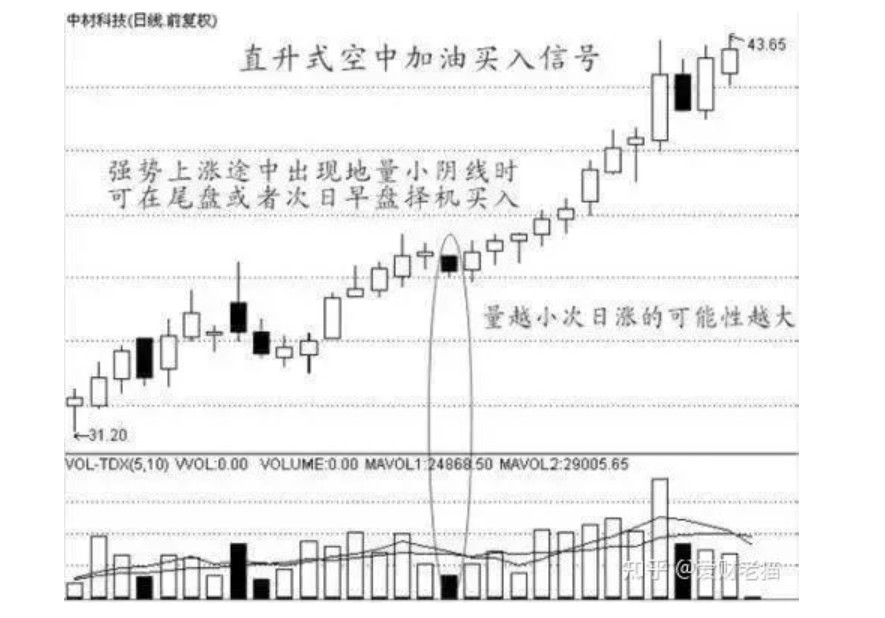 中材科技(日线.前复权)
直升式空中加油买入信号
43.65
强势上涨途中出现地量小阴线时
可在尾盘或者次日早盘择机买入
量越小次日涨的可能性越大
←31.20
VOL-TDX(5,10) VVOL:0.00 VOLUME:0.00 MAVOL1:24868.50 MAVOL2:29005.65
知乎 @爱财老猫